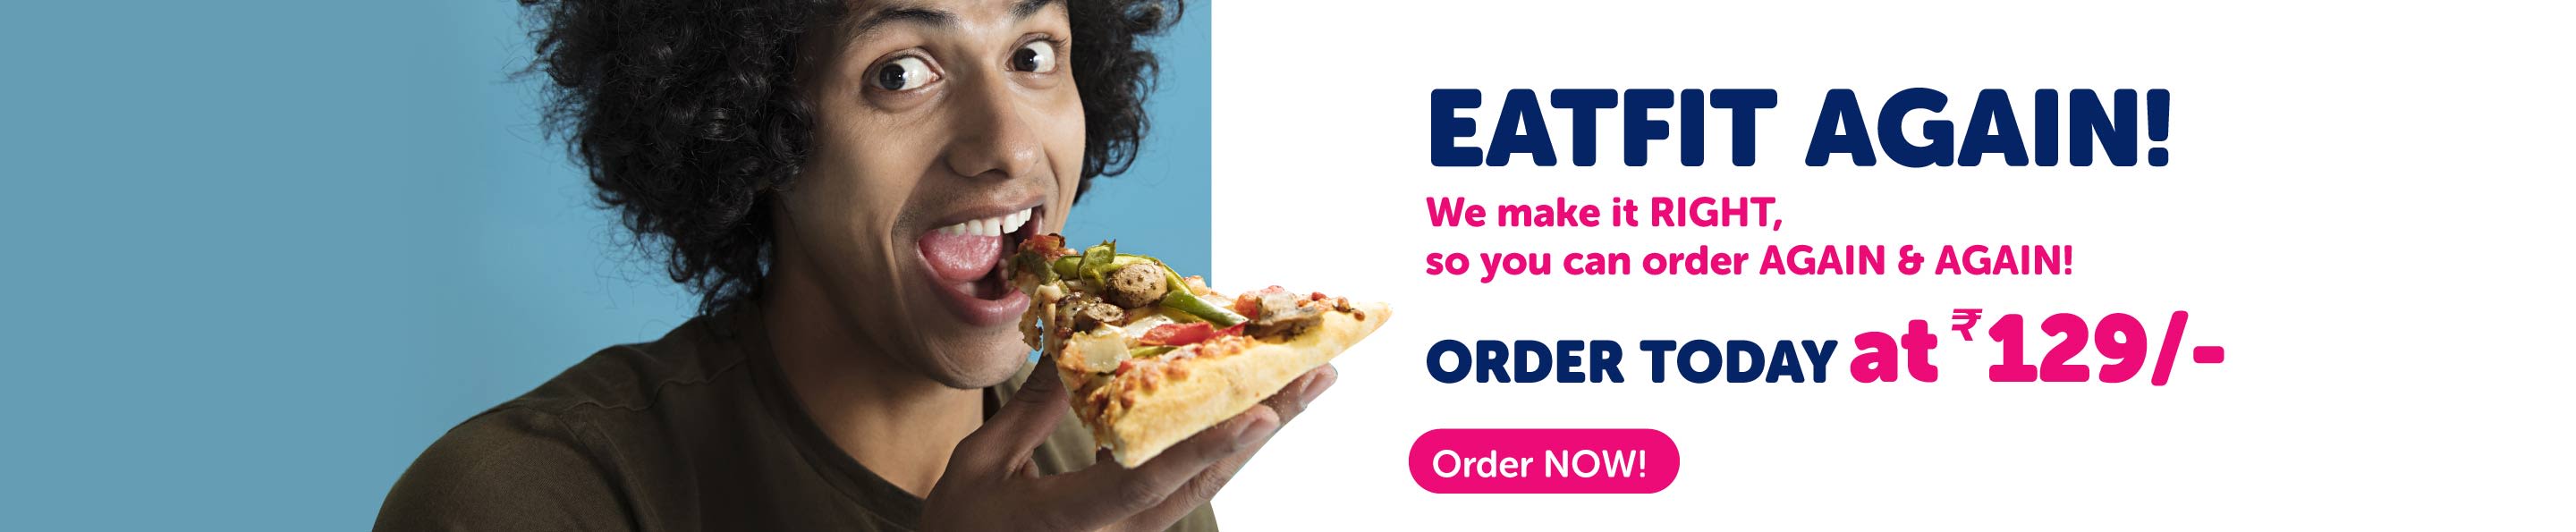 EATFIT AGAIN!
We make it RIGHT,
so you can order AGAIN & AGAIN!
ORDER TODAY at ₹129/-
Order NOW!